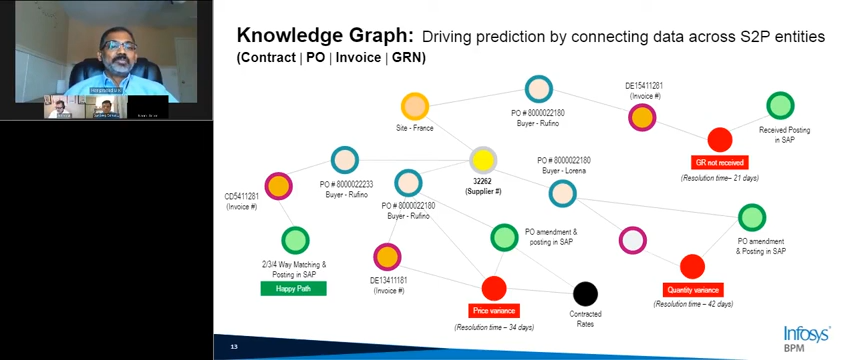 Knowledge Graph: Driving prediction by connecting data across S2P entities
(Contract | PO | Invoice | GRN)
DE15411281
(Invoice #)
PO # 8000022180
Buyer - Rufino
Site - France
Received Posting
in SAP
GR not received
(Resolution time– 21 days)
PO # 8000022180
Buyer - Lorena
PO # 8000022233
Buyer - Rufino
32262
(Supplier #)
CD5411281
(Invoice #)
PO # 8000022180
Buyer - Rufino
PO amendment &
posting in SAP
PO amendment
& Posting in SAP
2/3/4 Way Matching &
Posting in SAP
Happy Path
DE13411181
(Invoice #)
Quantity variance
(Resolution time – 42 days)
Price variance
(Resolution time – 34 days)
Contracted
Rates
13
Infosys
BPM